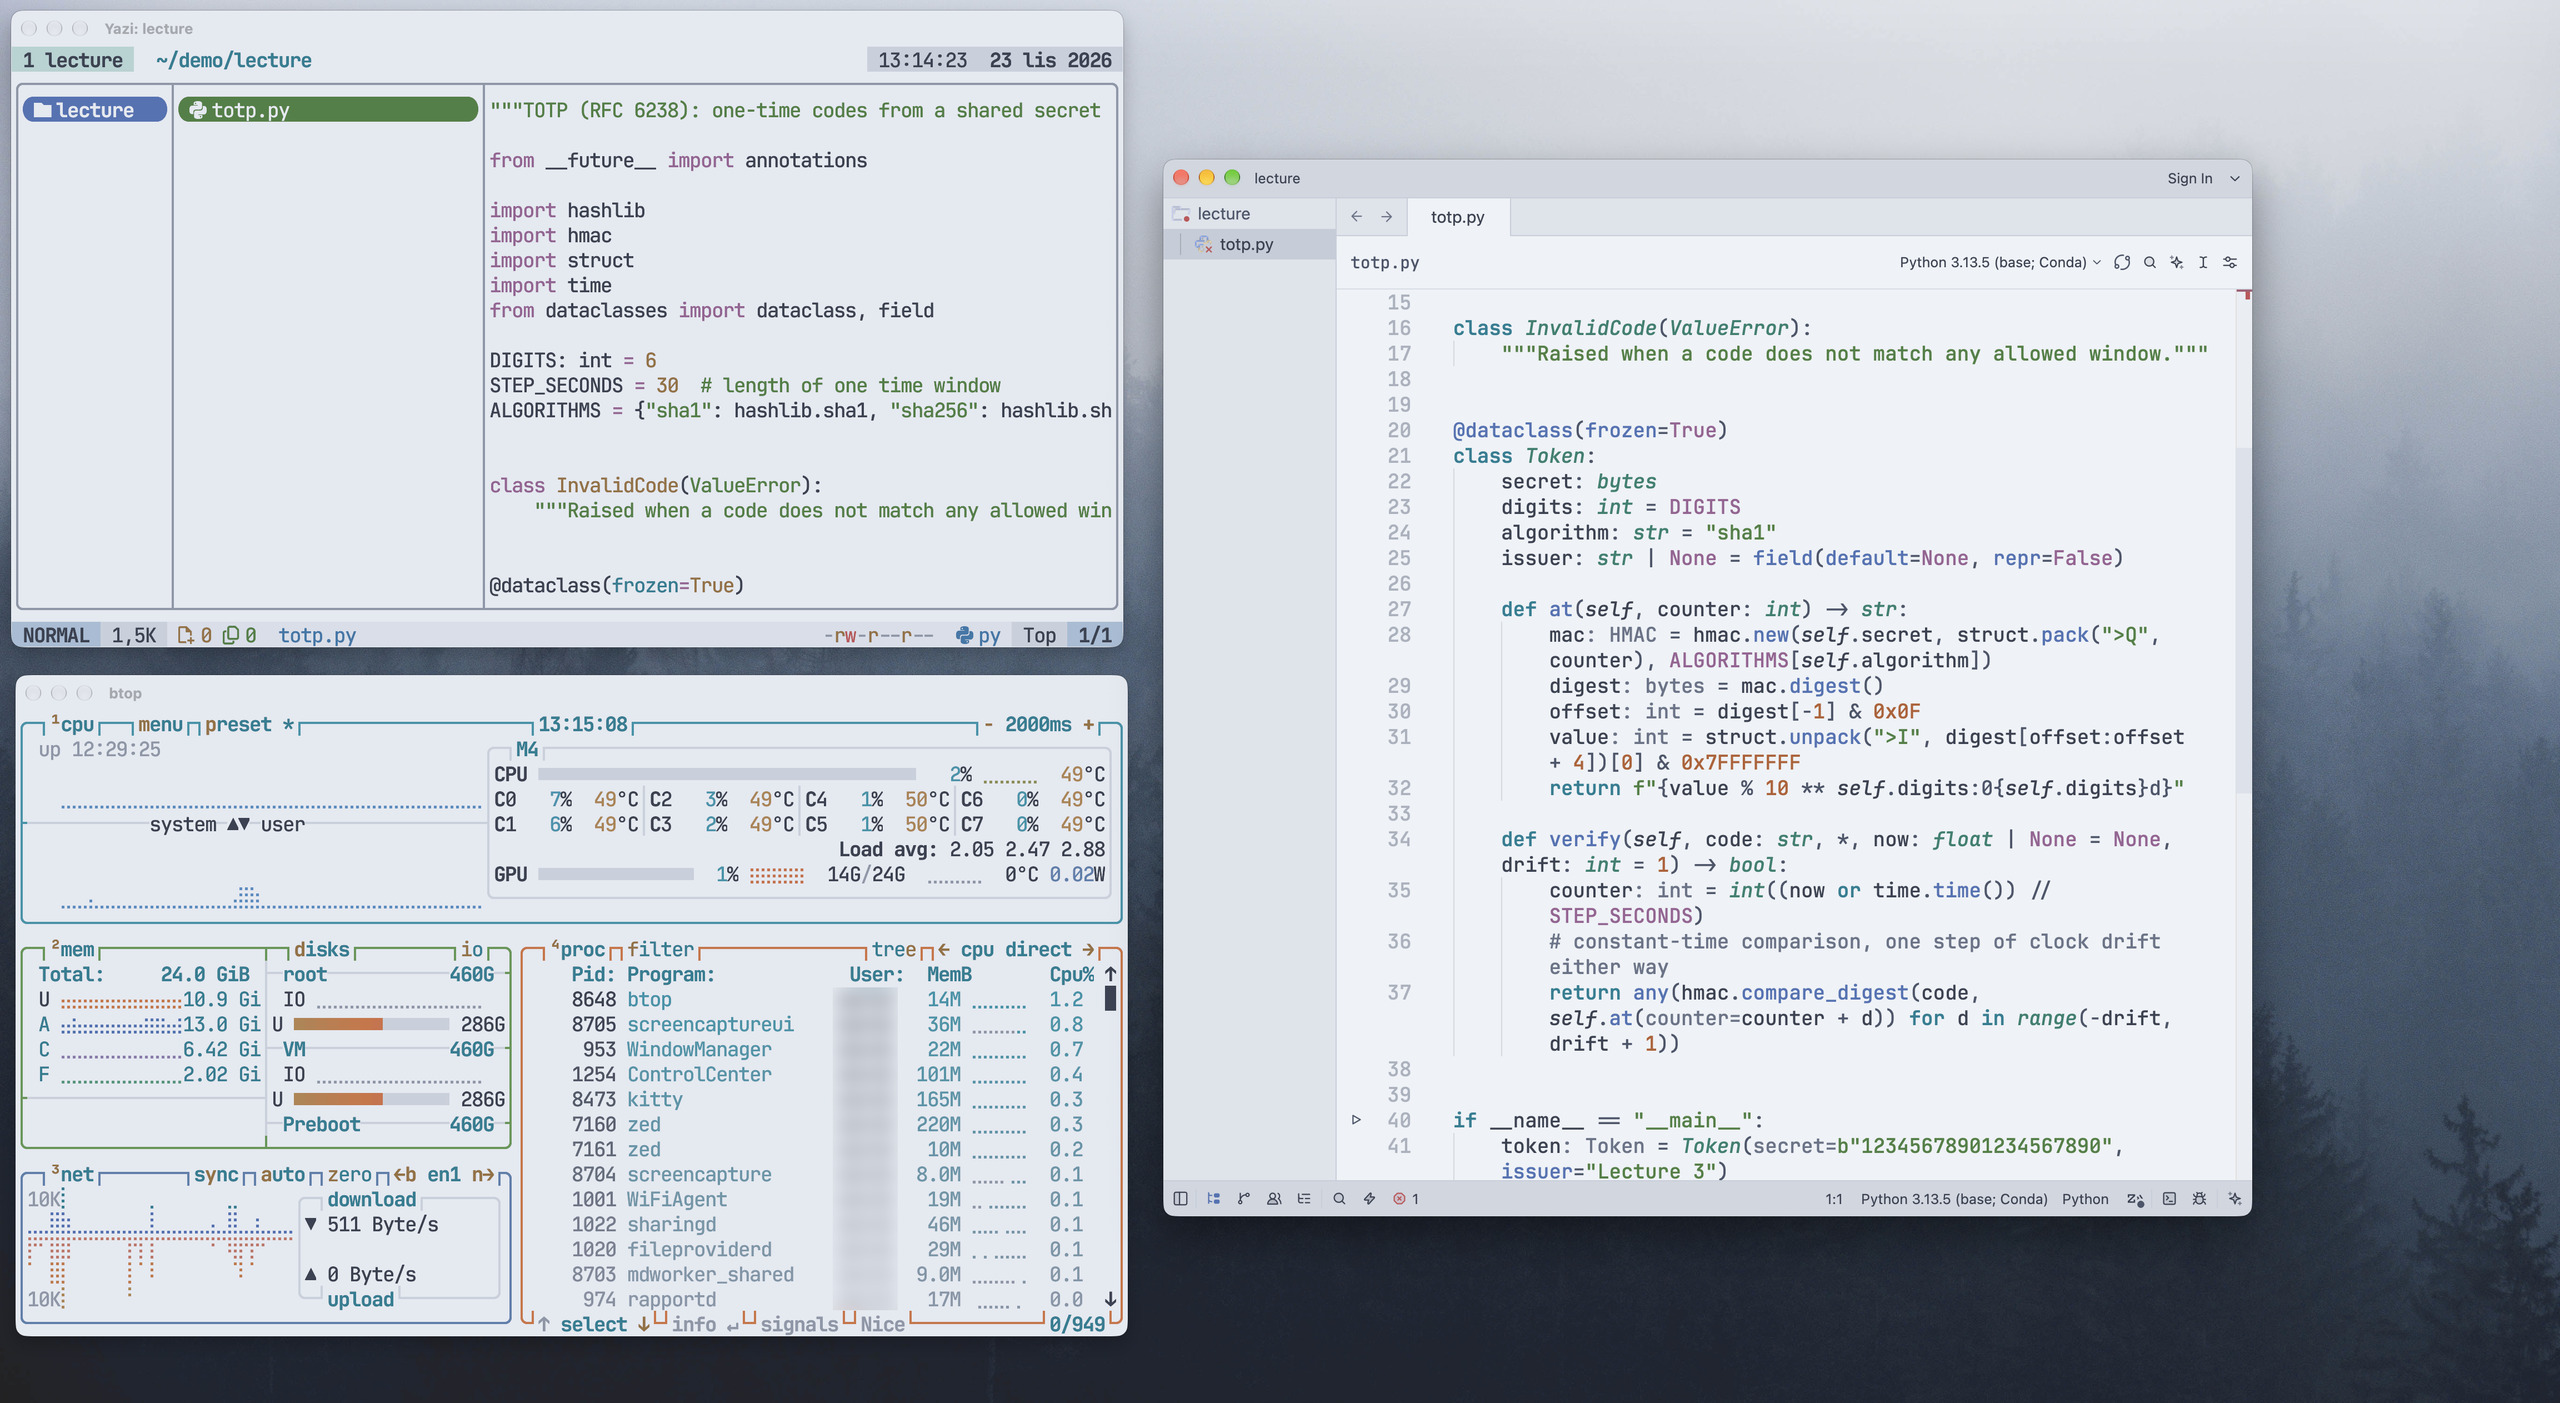 Yazi: lecture
1 lecture ~/demo/lecture 13:14:23 23 lis 2026
lecture
totp.py
"""TOTP (RFC 6238): one-time codes from a shared secret
from __future__ import annotations
import hashlib
import hmac
import struct
import time
from dataclasses import dataclass, field
DIGITS: int = 6
STEP_SECONDS = 30 # length of one time window
ALGORITHMS = {"sha1": hashlib.sha1, "sha256": hashlib.sh
class InvalidCode(ValueError):
"""Raised when a code does not match any allowed win
@dataclass(frozen=True)
NORMAL 1,5K 0 0 totp.py -rw-r--r-- py Top 1/1
btop
1cpu menu preset * 13:15:08 - 2000ms +
up 12:29:25
M4
CPU 2% 49°C
C0 7% 49°C C2 3% 49°C C4 1% 50°C C6 0% 49°C
C1 6% 49°C C3 2% 49°C C5 1% 50°C C7 0% 49°C
system ▲▼ user
Load avg: 2.05 2.47 2.88
GPU 1% 14G/24G 0°C 0.02W
2mem disks io
Total: 24.0 GiB
U 10.9 Gi
A 13.0 Gi
C 6.42 Gi
F 2.02 Gi
root 460G
IO
U 286G
VM 460G
IO
U 286G
Preboot 460G
3net sync auto zero ←b en1 n→
10K
10K
download
▼ 511 Byte/s
▲ 0 Byte/s
upload
4proc filter tree ← cpu direct →
Pid: Program: User: MemB Cpu% ↑
8648 btop 14M 1.2
8705 screencaptureui 36M 0.8
953 WindowManager 22M 0.7
1254 ControlCenter 101M 0.4
8473 kitty 165M 0.3
7160 zed 220M 0.3
7161 zed 10M 0.2
8704 screencapture 8.0M 0.1
1001 WiFiAgent 19M 0.1
1022 sharingd 46M 0.1
1020 fileproviderd 29M 0.1
8703 mdworker_shared 9.0M 0.1
974 rapportd 17M 0.0 ↓
↑ select ↓ info ↵ signals Nice 0/949
lecture Sign In
lecture
totp.py
← → totp.py
totp.py Python 3.13.5 (base; Conda)
15
16 class InvalidCode(ValueError):
17 """Raised when a code does not match any allowed window."""
18
19
20 @dataclass(frozen=True)
21 class Token:
22 secret: bytes
23 digits: int = DIGITS
24 algorithm: str = "sha1"
25 issuer: str | None = field(default=None, repr=False)
26
27 def at(self, counter: int) -> str:
28 mac: HMAC = hmac.new(self.secret, struct.pack(">Q",
counter), ALGORITHMS[self.algorithm])
29 digest: bytes = mac.digest()
30 offset: int = digest[-1] & 0x0F
31 value: int = struct.unpack(">I", digest[offset:offset
+ 4])[0] & 0x7FFFFFFF
32 return f"{value % 10 ** self.digits:0{self.digits}d}"
33
34 def verify(self, code: str, *, now: float | None = None,
drift: int = 1) -> bool:
35 counter: int = int((now or time.time()) //
STEP_SECONDS)
36 # constant-time comparison, one step of clock drift
either way
37 return any(hmac.compare_digest(code,
self.at(counter=counter + d)) for d in range(-drift,
drift + 1))
38
39
40 if __name__ == "__main__":
41 token: Token = Token(secret=b"12345678901234567890",
issuer="Lecture 3")
1 1:1 Python 3.13.5 (base; Conda) Python